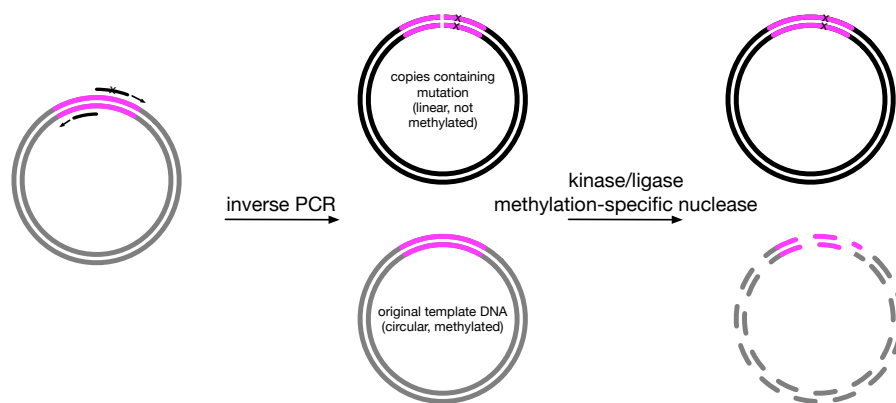 copies containing
mutation
(linear, not
methylated)
inverse PCR
kinase/ligase
methylation-specific nuclease
original template DNA
(circular, methylated)